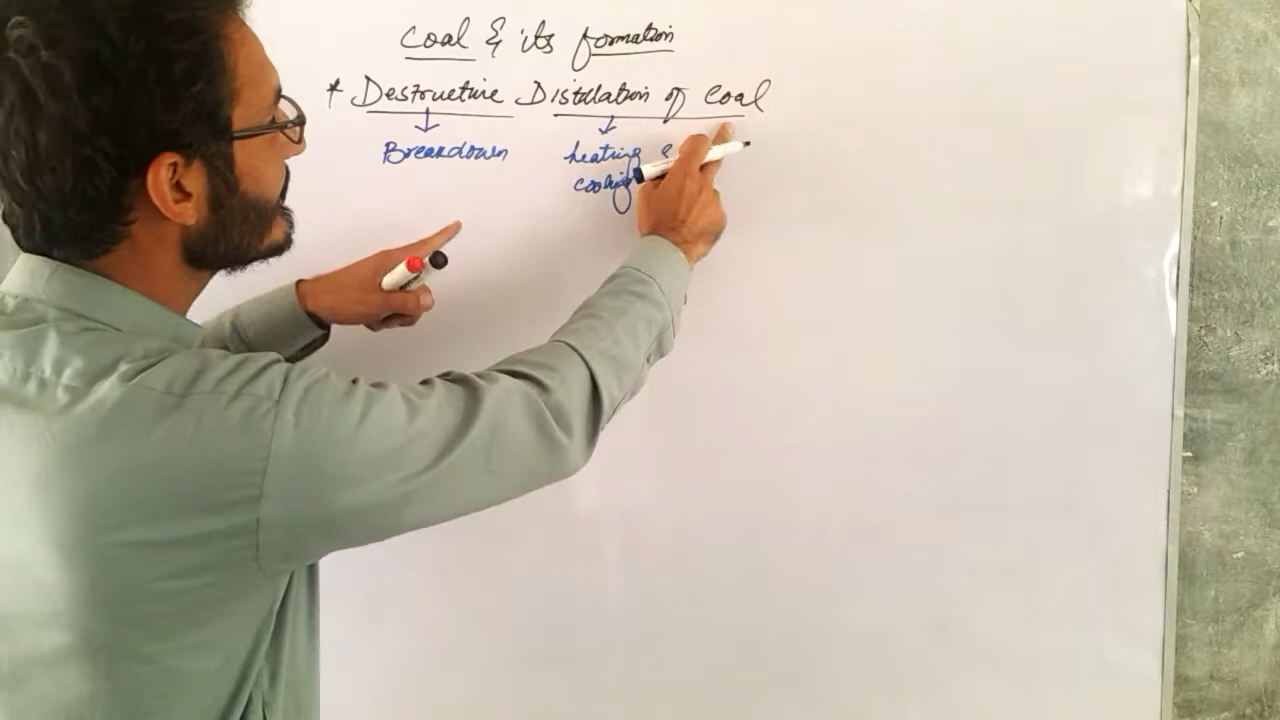 Coal & its formation
* Destructive Distillation of Coal
Breakdown heating &
cooling